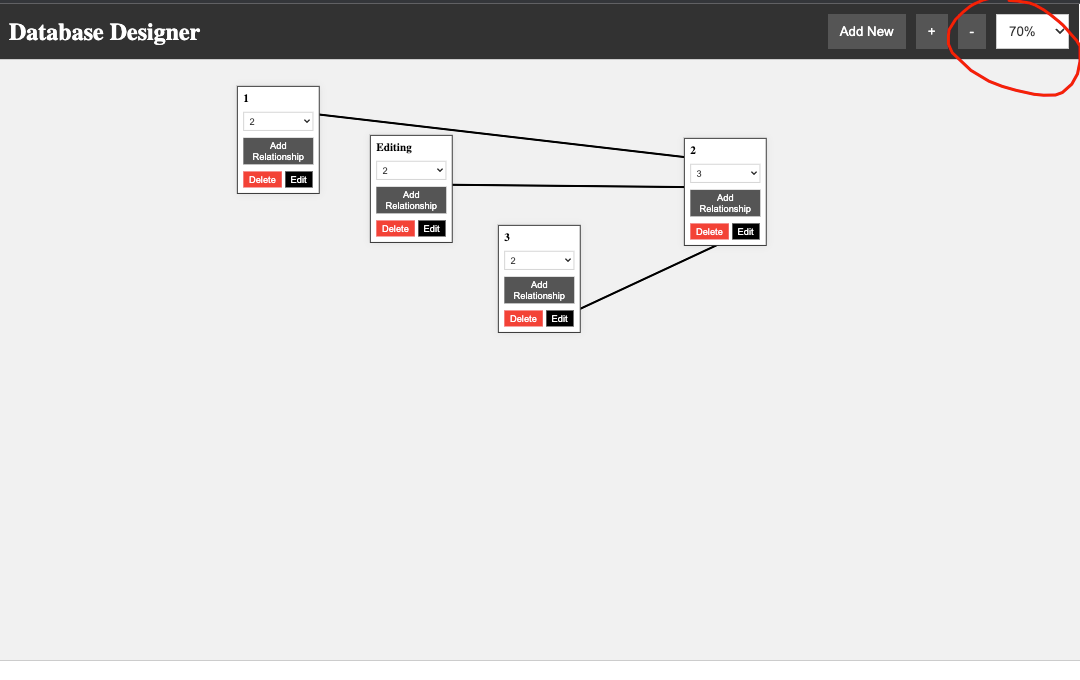 Database Designer
Add New
+
-
70%
1
2
Add
Relationship
Delete
Edit
Editing
2
Add
Relationship
Delete
Edit
2
3
Add
Relationship
Delete
Edit
3
2
Add
Relationship
Delete
Edit